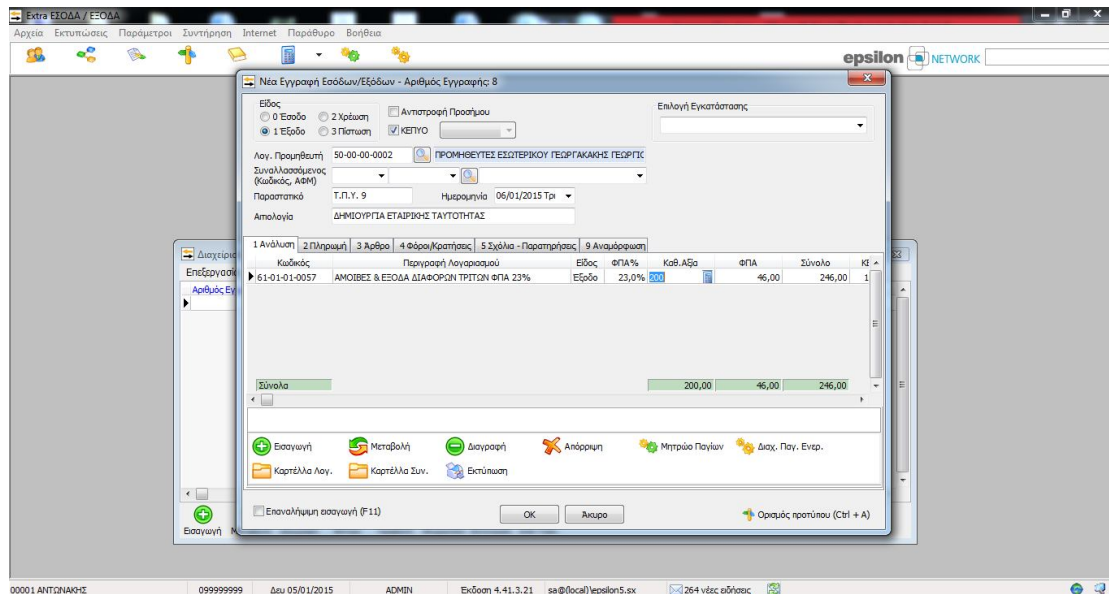 Extra ΕΣΟΔΑ / ΕΞΟΔΑ
Αρχεία Εκτυπώσεις Παράμετροι Συντήρηση Internet Παράθυρο Βοήθεια
epsilon NETWORK
Νέα Εγγραφή Εσόδων/Εξόδων - Αριθμός Εγγραφής: 8
Είδος
0 Έσοδο 2 Χρέωση Αντιστροφή Προσήμου
1 Έξοδο 3 Πίστωση ΚΕΠΥΟ
Επιλογή Εγκατάστασης
Λογ. Προμηθευτή 50-00-00-0002 ΠΡΟΜΗΘΕΥΤΕΣ ΕΣΩΤΕΡΙΚΟΥ ΓΕΩΡΓΑΚΑΚΗΣ ΓΕΩΡΓΙΟ
Συναλλασσόμενος
(Κωδικός, ΑΦΜ)
Παραστατικό Τ.Π.Υ. 9 Ημερομηνία 06/01/2015 Τρι
Αιτιολογία ΔΗΜΙΟΥΡΓΙΑ ΕΤΑΙΡΙΚΗΣ ΤΑΥΤΟΤΗΤΑΣ
1 Ανάλυση 2 Πληρωμή 3 Άρθρο 4 Φόροι/Κρατήσεις 5 Σχόλια - Παρατηρήσεις 9 Αναμόρφωση
Κωδικός Περιγραφή Λογαριασμού Είδος ΦΠΑ% Καθ.Αξία ΦΠΑ Σύνολο ΚΕ
61-01-01-0057 ΑΜΟΙΒΕΣ & ΕΞΟΔΑ ΔΙΑΦΟΡΩΝ ΤΡΙΤΩΝ ΦΠΑ 23% Έξοδο 23,0% 200 46,00 246,00 1
Σύνολα 200,00 46,00 246,00
Εισαγωγή Μεταβολή Διαγραφή Απόρριψη Μητρώο Παγίων Διαχ. Παγ. Ενερ.
Καρτέλλα Λογ. Καρτέλλα Συν. Εκτύπωση
Επαναλήψιμη εισαγωγή (F11) OK Άκυρο Ορισμός προτύπου (Ctrl + A)
Διαχείρισ
Επεξεργασί
Αριθμός Εγ
Εισαγωγή
00001 ΑΝΤΩΝΑΚΗΣ 099999999 Δευ 05/01/2015 ADMIN Έκδοση 4.41.3.21 sa@(local)\epsilon5.sx 264 νέες ειδήσεις